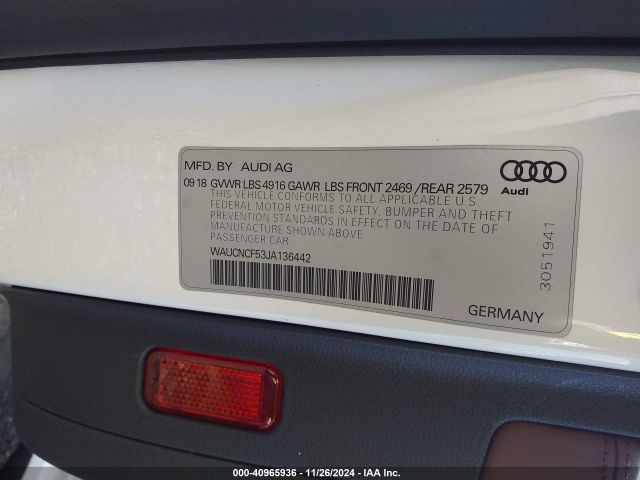 MFD. BY AUDI AG
Audi
09 18 GVWR LBS 4916 GAWR LBS FRONT 2469 /REAR 2579
THIS VEHICLE CONFORMS TO ALL APPLICABLE U S
FEDERAL MOTOR VEHICLE SAFETY, BUMPER AND THEFT
PREVENTION STANDARDS IN EFFECT ON THE DATE OF
MANUFACTURE SHOWN ABOVE
PASSENGER CAR
WAUCNCF53JA136442
3051941
GERMANY
000-40965936 - 11/26/2024 - IAA Inc.